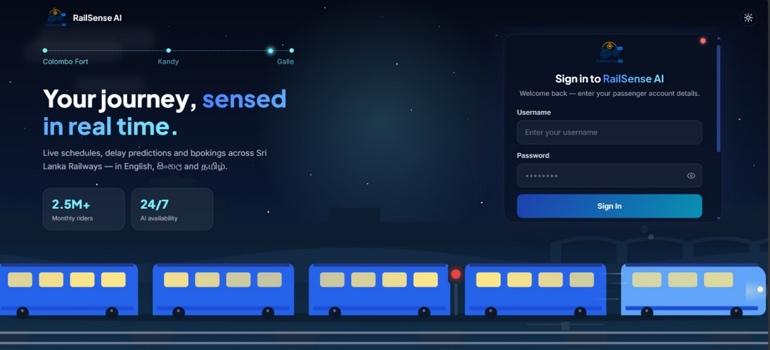 RailSense AI
Colombo Fort
Kandy
Galle
Your journey, sensed
in real time.
Live schedules, delay predictions and bookings across Sri
Lanka Railways — in English, සිංහල and தமிழ்.
2.5M+
Monthly riders
24/7
AI availability
Sign in to RailSense AI
Welcome back — enter your passenger account details.
Username
Enter your username
Password
Sign In